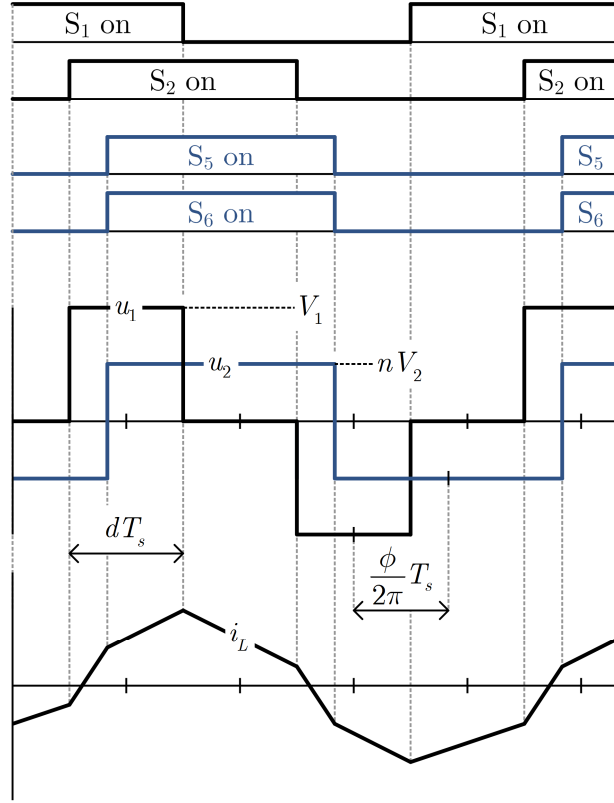 S₁ on S₁ on
S₂ on S₂ on
S₅ on S₅
S₆ on S₆
u₁ V₁
u₂ nV₂
dTₛ
ϕ/2π Tₛ
i_L